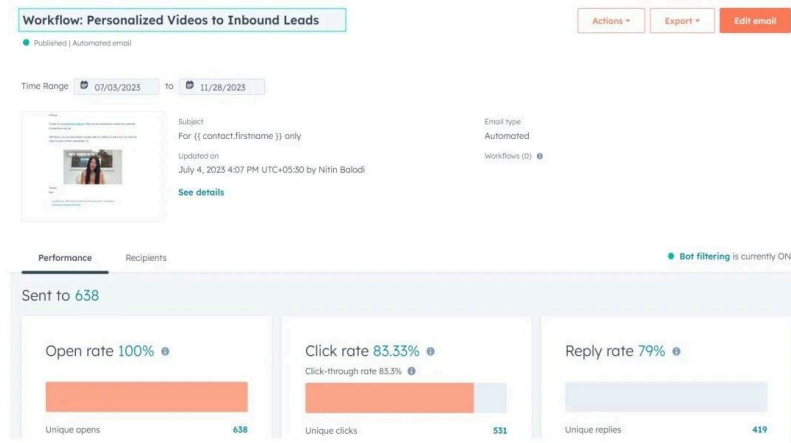 Workflow: Personalized Videos to Inbound Leads
Actions
Export
Edit email
Published | Automated email
Time Range 07/03/2023 to 11/28/2023
Subject
For {{ contact.firstname }} only
Updated on
July 4, 2023 4:07 PM UTC+05:30 by Nitin Balodi
See details
Email type
Automated
Workflows (0)
Performance
Recipients
Bot filtering is currently ON
Sent to 638
Open rate 100%
Unique opens 638
Click rate 83.33%
Click-through rate 83.3%
Unique clicks 531
Reply rate 79%
Unique replies 419